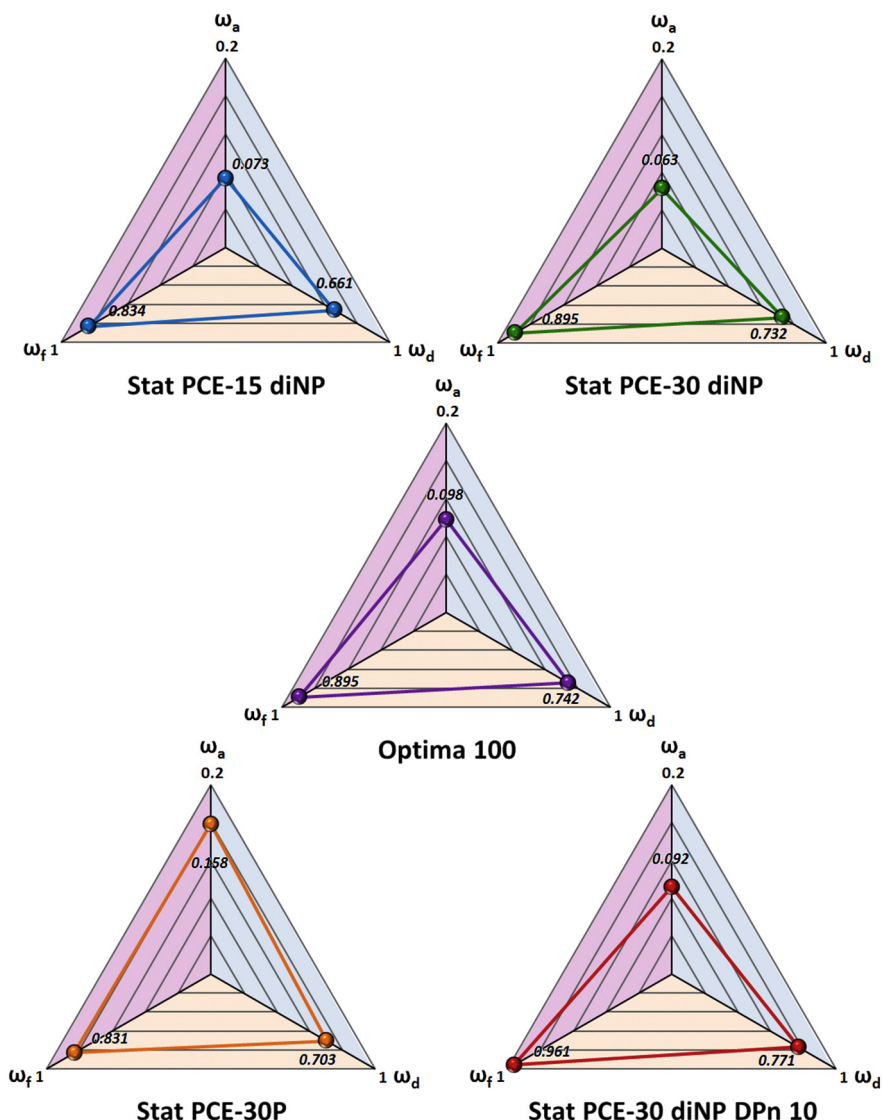 ωa
0.2
0.073
0.661
0.834
ωf 1
1 ωd
Stat PCE-15 diNP
ωa
0.2
0.063
0.895
0.732
ωf 1
1 ωd
Stat PCE-30 diNP
ωa
0.2
0.098
0.895
0.742
ωf 1
1 ωd
Optima 100
ωa
0.2
0.158
0.831
0.703
ωf 1
1 ωd
Stat PCE-30P
ωa
0.2
0.092
0.961
0.771
ωf 1
1 ωd
Stat PCE-30 diNP DPn 10